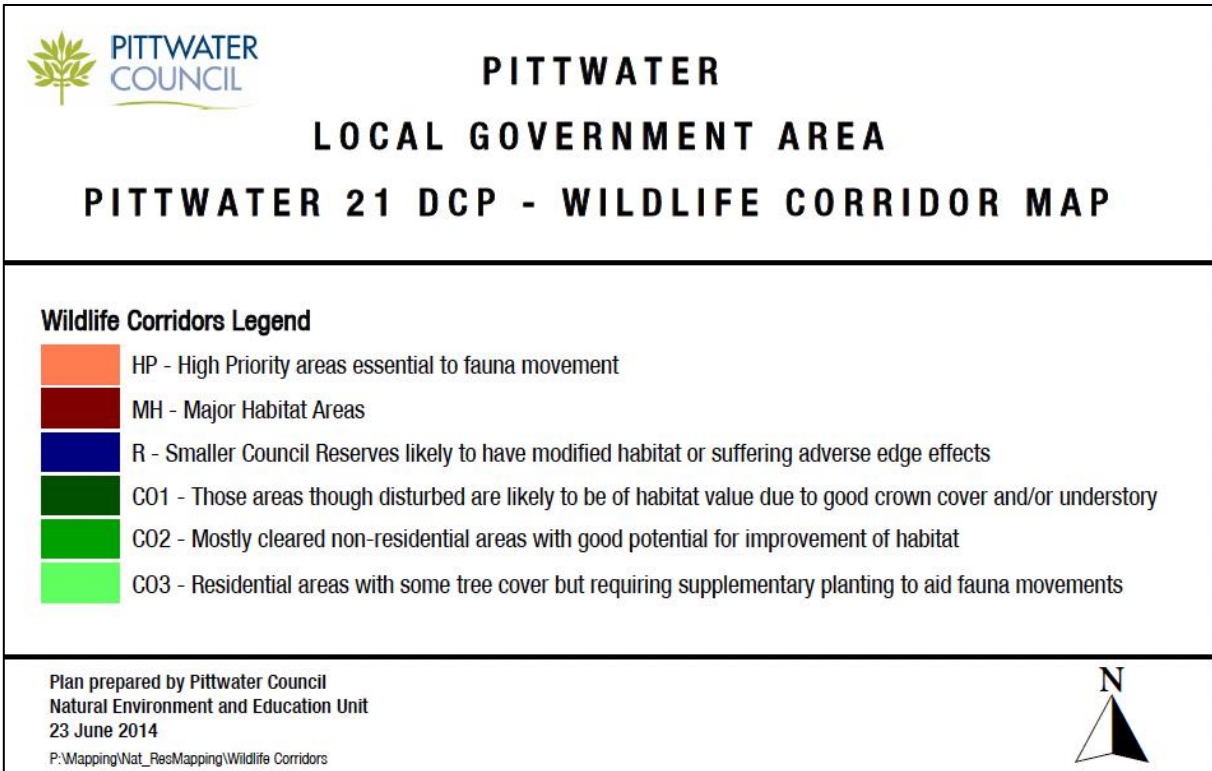 PITTWATER
COUNCIL
PITTWATER
LOCAL GOVERNMENT AREA
PITTWATER 21 DCP - WILDLIFE CORRIDOR MAP
Wildlife Corridors Legend
HP - High Priority areas essential to fauna movement
MH - Major Habitat Areas
R - Smaller Council Reserves likely to have modified habitat or suffering adverse edge effects
CO1 - Those areas though disturbed are likely to be of habitat value due to good crown cover and/or understory
CO2 - Mostly cleared non-residential areas with good potential for improvement of habitat
CO3 - Residential areas with some tree cover but requiring supplementary planting to aid fauna movements
Plan prepared by Pittwater Council
Natural Environment and Education Unit
23 June 2014
P:\Mapping\Nat_ResMapping\Wildlife Corridors
N